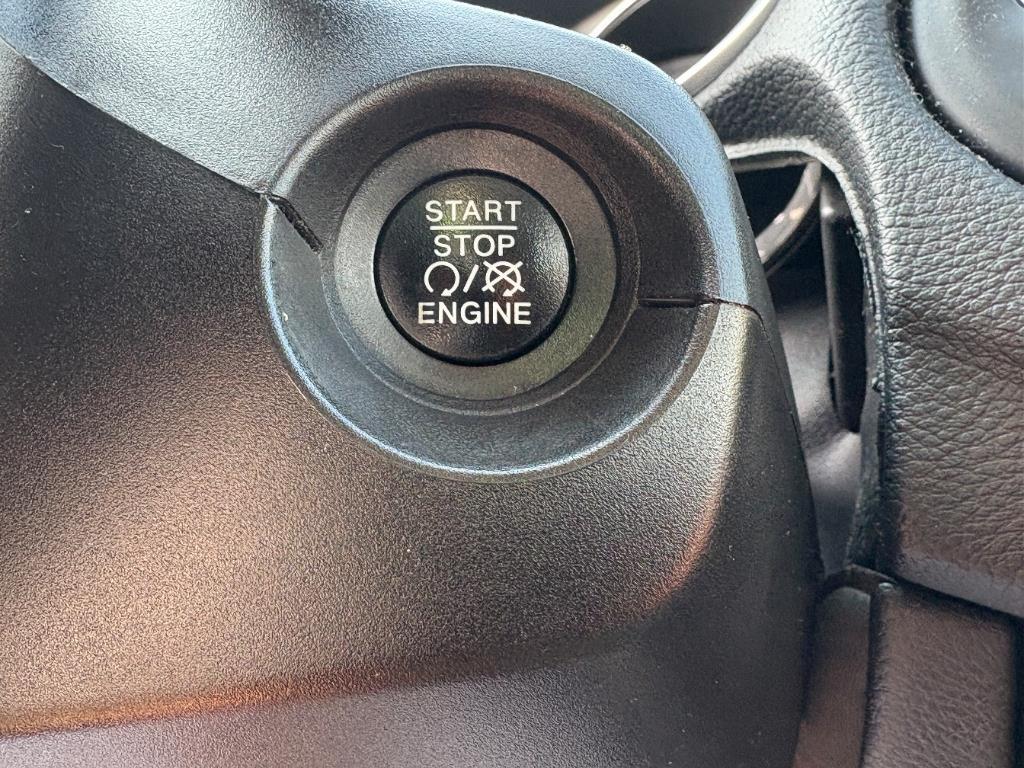 START
STOP
/
ENGINE